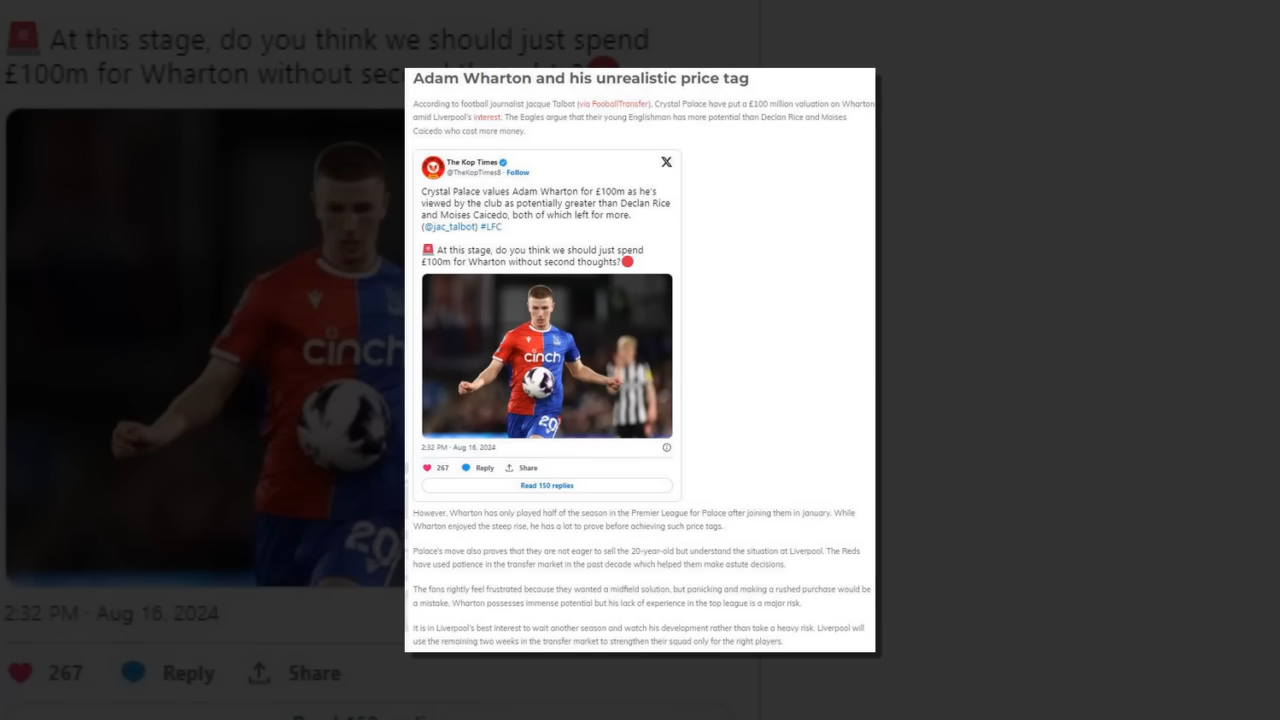 At this stage, do you think we should just spend
£100m for Wharton without sec
cinch
20
2:32 PM · Aug 16, 2024
267 Reply Share
Adam Wharton and his unrealistic price tag
According to football journalist Jacque Talbot (via FooballTransfer), Crystal Palace have put a £100 million valuation on Wharton
amid Liverpool's interest. The Eagles argue that their young Englishman has more potential than Declan Rice and Moises
Caicedo who cost more money.
The Kop Times
@TheKopTimes8 · Follow
X
Crystal Palace values Adam Wharton for £100m as he's
viewed by the club as potentially greater than Declan Rice
and Moises Caicedo, both of which left for more.
(@jac_talbot) #LFC
At this stage, do you think we should just spend
£100m for Wharton without second thoughts?
cinch
20
2:32 PM · Aug 16, 2024
267 Reply Share
Read 150 replies
However, Wharton has only played half of the season in the Premier League for Palace after joining them in January. While
Wharton enjoyed the steep rise, he has a lot to prove before achieving such price tags.
Palace's move also proves that they are not eager to sell the 20-year-old but understand the situation at Liverpool. The Reds
have used patience in the transfer market in the past decade which helped them make astute decisions.
The fans rightly feel frustrated because they wanted a midfield solution, but panicking and making a rushed purchase would be
a mistake. Wharton possesses immense potential but his lack of experience in the top league is a major risk.
It is in Liverpool's best interest to wait another season and watch his development rather than take a heavy risk. Liverpool will
use the remaining two weeks in the transfer market to strengthen their squad only for the right players.